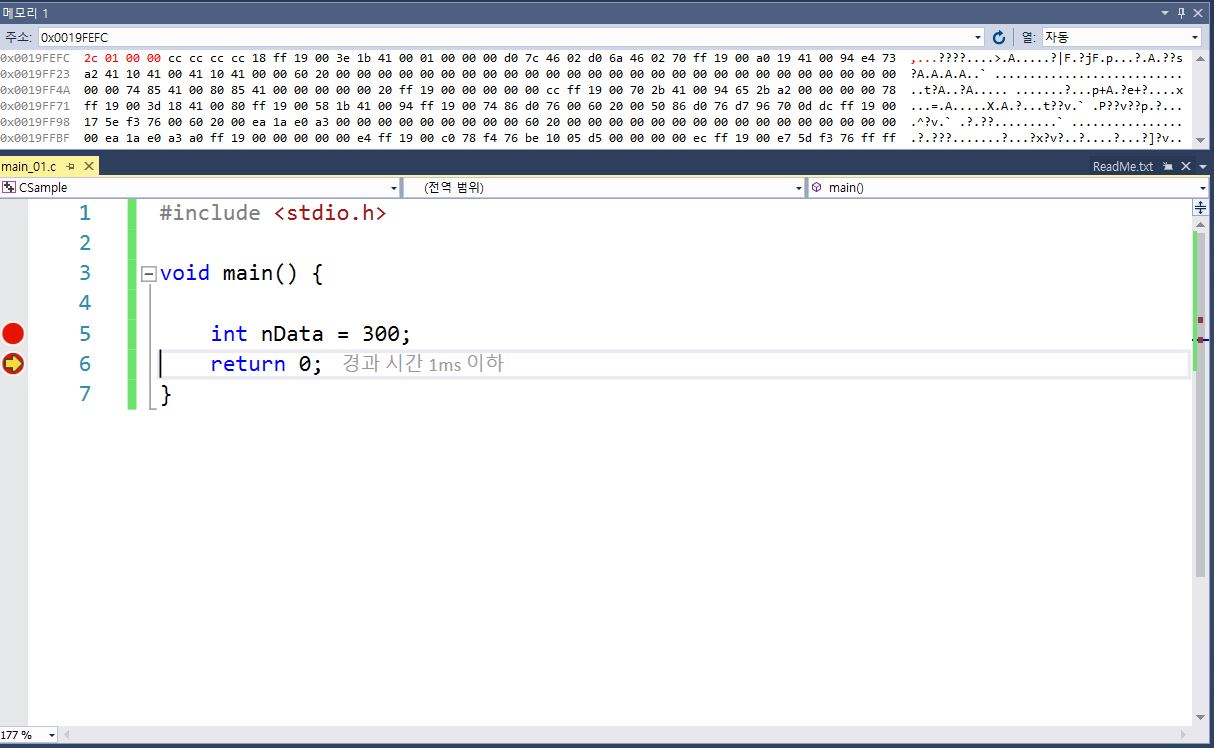 메모리 1
주소: 0x0019FEFC 열: 자동
0x0019FEFC 2c 01 00 00 cc cc cc cc 18 ff 19 00 3e 1b 41 00 01 00 00 00 d0 7c 46 02 d0 6a 46 02 70 ff 19 00 a0 19 41 00 94 e4 73 ,...????....>.A.....?|F.?jF.p...?.A.??s
0x0019FF23 a2 41 10 41 00 41 10 41 00 00 60 20 00 00 00 00 00 00 00 00 00 00 00 00 00 00 00 00 00 00 00 00 00 00 00 00 00 00 00 ?A.A.A.A..` ...........................
0x0019FF4A 00 00 74 85 41 00 80 85 41 00 00 00 00 00 20 ff 19 00 00 00 00 00 cc ff 19 00 70 2b 41 00 94 65 2b a2 00 00 00 00 78 ..t?A..?A..... .......?...p+A.?e+?....x
0x0019FF71 ff 19 00 3d 18 41 00 80 ff 19 00 58 1b 41 00 94 ff 19 00 74 86 d0 76 00 60 20 00 50 86 d0 76 d7 96 70 0d dc ff 19 00 ...=.A.....X.A.?...t??v.` .P??v??p.?...
0x0019FF98 17 5e f3 76 00 60 20 00 ea 1a e0 a3 00 00 00 00 00 00 00 00 00 60 20 00 00 00 00 00 00 00 00 00 00 00 00 00 00 00 00 .^?v.` .?.??.........` ................
0x0019FFBF 00 ea 1a e0 a3 a0 ff 19 00 00 00 00 00 e4 ff 19 00 c0 78 f4 76 be 10 05 d5 00 00 00 00 ec ff 19 00 e7 5d f3 76 ff ff .?.???.......?...?x?v?..?....?...?]?v..
main_01.c ReadMe.txt
CSample (전역 범위) main()
1 #include <stdio.h>
2
3 void main() {
4
5 int nData = 300;
6 return 0; 경과 시간 1ms 이하
7 }
177 %